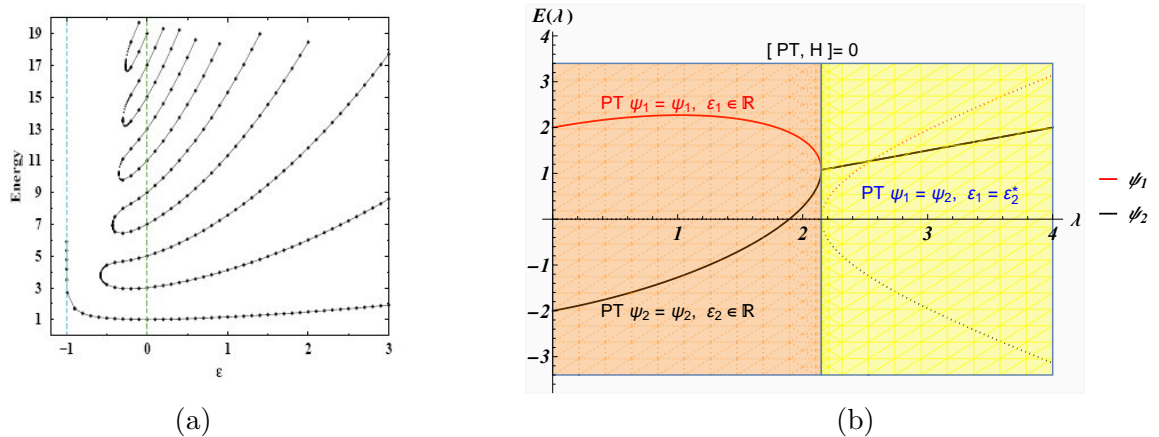 19
17
15
13
11
9
7
5
3
1
Energy
-1
0
1
2
3
ε
(a)
E(λ)
[ PT, H ]= 0
4
3
2
1
0
-1
-2
-3
1
2
3
4
λ
PT ψ₁ = ψ₁, ε₁ ∈ ℝ
PT ψ₁ = ψ₂, ε₁ = ε₂*
PT ψ₂ = ψ₂, ε₂ ∈ ℝ
ψ₁
ψ₂
(b)